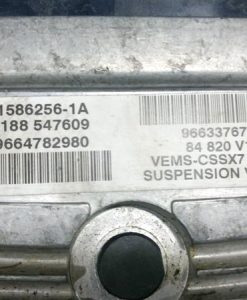 1586256-1A
188 547609
9664782980
96633767
84 820 V1
VEMS-CSSX7
SUSPENSION V